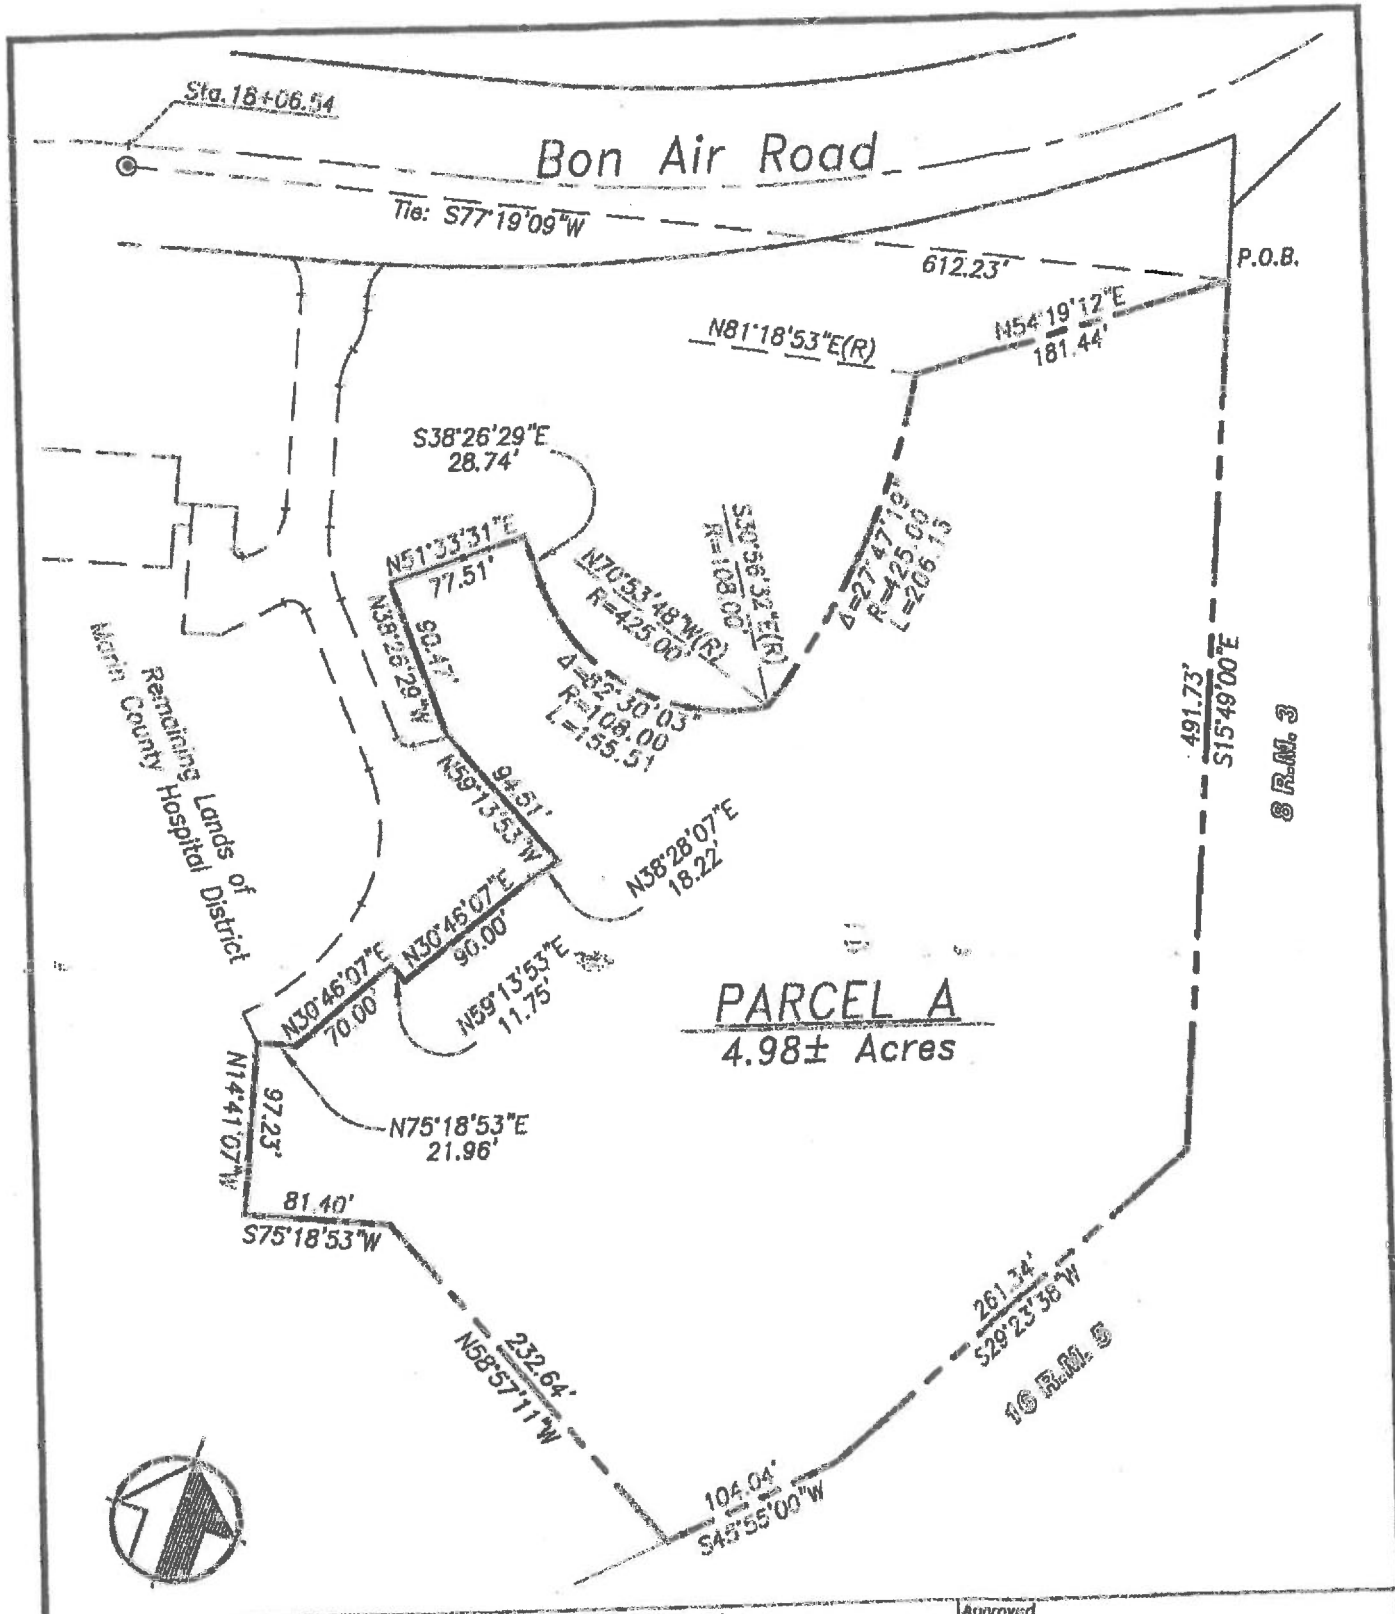 Sta. 18+06.54
Bon Air Road
Tie: S77°19'09"W
612.23'
P.O.B.
N81°18'53"E(R)
N54°19'12"E
181.44'
S38°26'29"E
28.74'
N51°33'31"E
77.51'
N70°53'48"W(R)
R=425.00'
S30°56'32"E(R)
R=108.00'
Δ=27°47'19"
R=425.00
L=206.13
N38°26'29"W
90.47'
Δ=82°30'03"
R=108.00
L=155.51
491.73'
S15°49'00"E
8 R.M. 3
Remaining Lands of
Marin County Hospital District
94.51'
N59°13'53"W
N38°28'07"E
18.22'
N30°46'07"E
90.00'
N59°13'53"E
11.75'
N30°46'07"E
70.00'
PARCEL A
4.98± Acres
N14°41'07"W
97.23'
N75°18'53"E
21.96'
81.40'
S75°18'53"W
232.64'
N58°57'11"W
261.34'
S29°23'38"W
16 R.M. 5
104.04'
S45°55'00"W
Approved